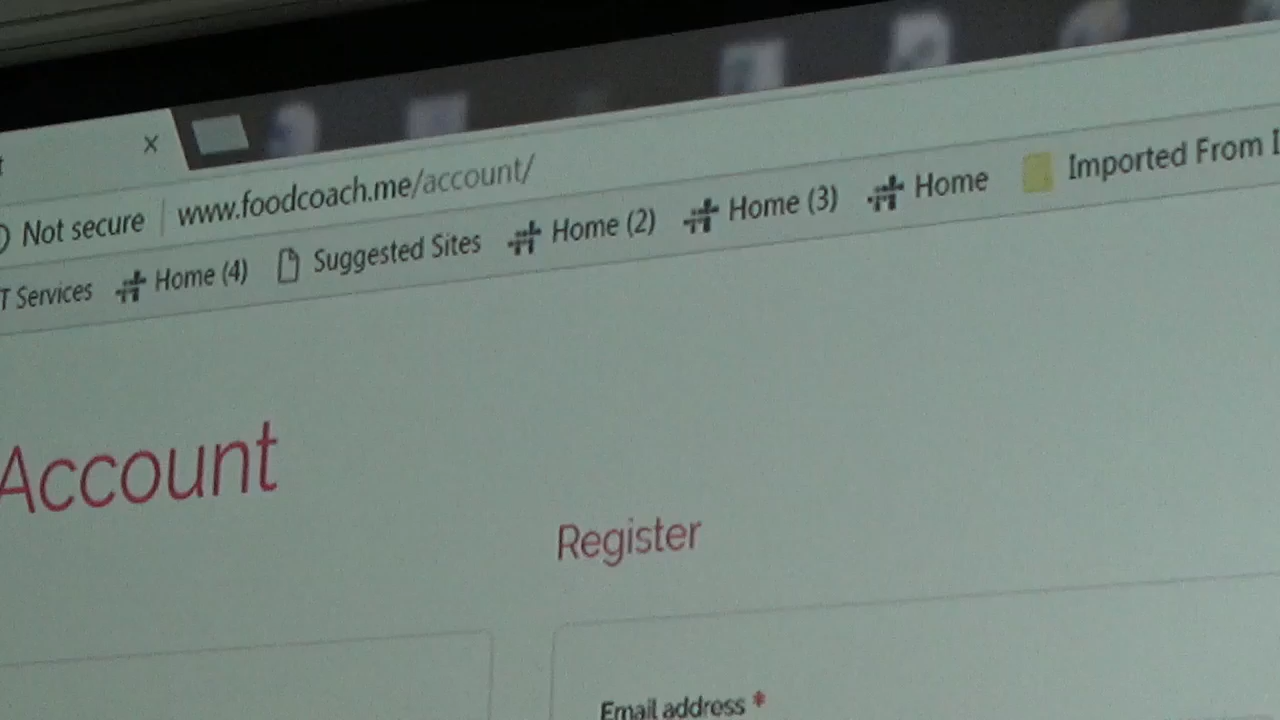 Not secure www.foodcoach.me/account/
T Services Home (4) Suggested Sites Home (2) Home (3) Home Imported From
Account
Register
Email address *